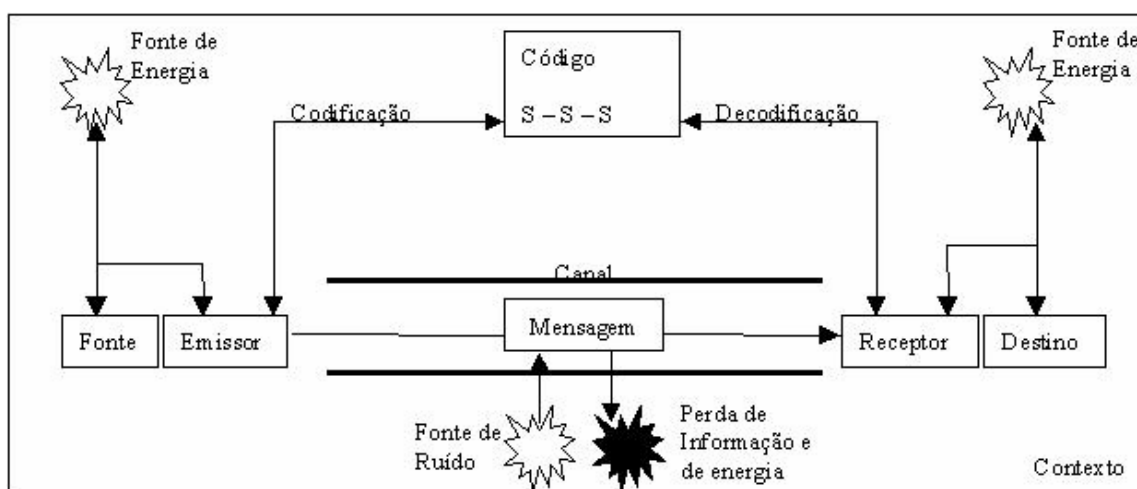 Fonte de
Energia
Código
S – S – S
Fonte de
Energia
Codificação
Decodificação
Canal
Fonte
Emissor
Mensagem
Receptor
Destino
Fonte de
Ruído
Perda de
Informação e
de energia
Contexto